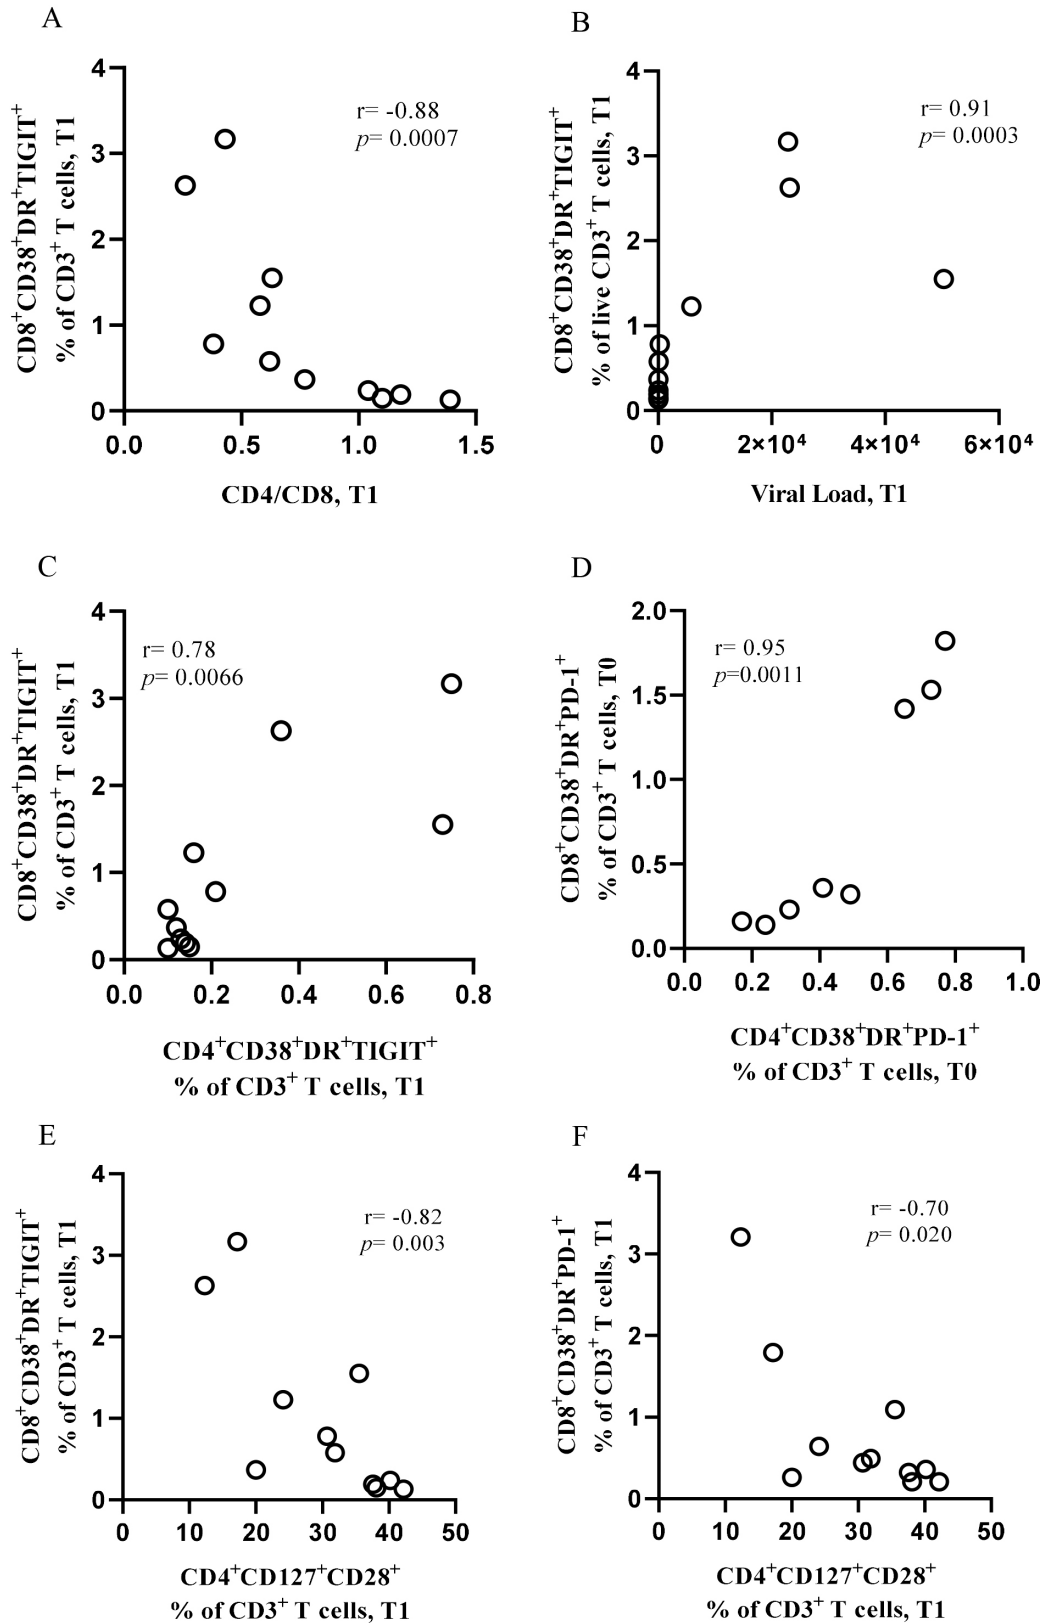 A
CD8⁺CD38⁺DR⁺TIGIT⁺
% of CD3⁺ T cells, T1
4
3
2
1
0
r= -0.88
p= 0.0007
0.0 0.5 1.0 1.5
CD4/CD8, T1
B
CD8⁺CD38⁺DR⁺TIGIT⁺
% of live CD3⁺ T cells, T1
4
3
2
1
0
r= 0.91
p= 0.0003
0 2×10⁴ 4×10⁴ 6×10⁴
Viral Load, T1
C
CD8⁺CD38⁺DR⁺TIGIT⁺
% of CD3⁺ T cells, T1
4
3
2
1
0
r= 0.78
p= 0.0066
0.0 0.2 0.4 0.6 0.8
CD4⁺CD38⁺DR⁺TIGIT⁺
% of CD3⁺ T cells, T1
D
CD8⁺CD38⁺DR⁺PD-1⁺
% of CD3⁺ T cells, T0
2.0
1.5
1.0
0.5
0.0
r= 0.95
p=0.0011
0.0 0.2 0.4 0.6 0.8 1.0
CD4⁺CD38⁺DR⁺PD-1⁺
% of CD3⁺ T cells, T0
E
CD8⁺CD38⁺DR⁺TIGIT⁺
% of CD3⁺ T cells, T1
4
3
2
1
0
r= -0.82
p= 0.003
0 10 20 30 40 50
CD4⁺CD127⁺CD28⁺
% of CD3⁺ T cells, T1
F
CD8⁺CD38⁺DR⁺PD-1⁺
% of CD3⁺ T cells, T1
4
3
2
1
0
r= -0.70
p= 0.020
0 10 20 30 40 50
CD4⁺CD127⁺CD28⁺
% of CD3⁺ T cells, T1